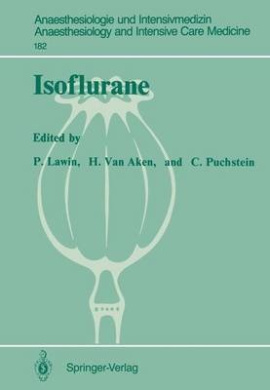 Anaesthesiologie und Intensivmedizin
Anaesthesiology and Intensive Care Medicine
182
Isoflurane
Edited by
P. Lawin, H. Van Aken, and C. Puchstein
Springer-Verlag